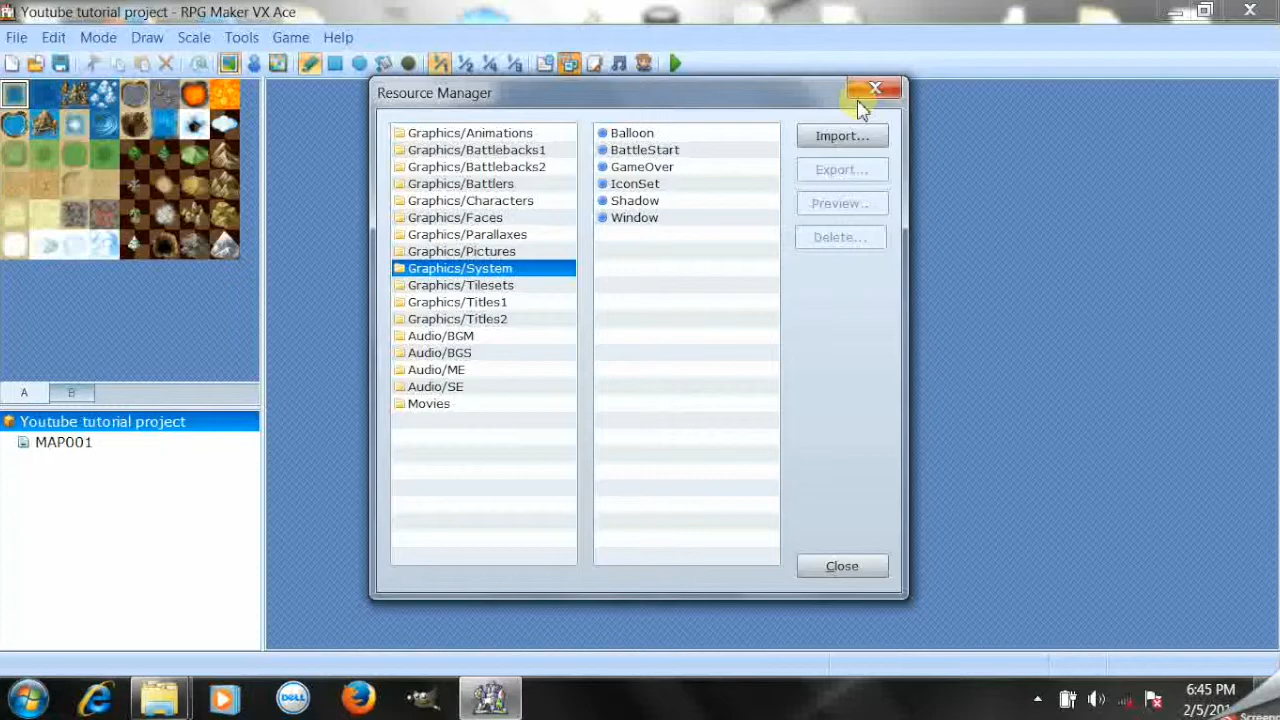 Youtube tutorial project - RPG Maker VX Ace
File Edit Mode Draw Scale Tools Game Help
Resource Manager
Graphics/Animations
Graphics/Battlebacks1
Graphics/Battlebacks2
Graphics/Battlers
Graphics/Characters
Graphics/Faces
Graphics/Parallaxes
Graphics/Pictures
Graphics/System
Graphics/Tilesets
Graphics/Titles1
Graphics/Titles2
Audio/BGM
Audio/BGS
Audio/ME
Audio/SE
Movies
Balloon
BattleStart
GameOver
IconSet
Shadow
Window
Import...
Export...
Preview...
Delete...
Close
A B
Youtube tutorial project
MAP001
DELL
6:45 PM
2/5/201